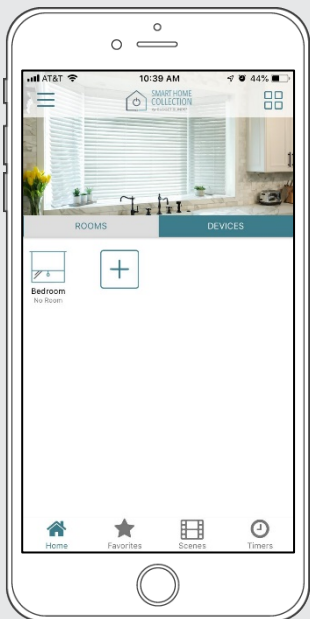 AT&T 10:39 AM 44%
SMART HOME
COLLECTION
ROOMS DEVICES
Bedroom
No Room
Home Favorites Scenes Timers